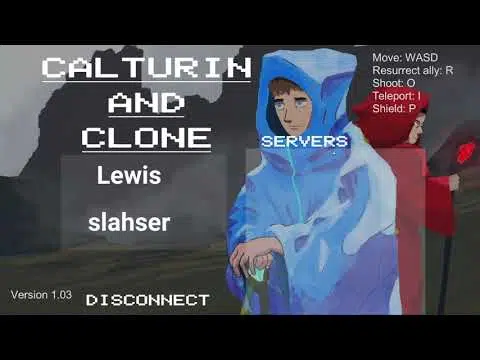 CALTURIN
AND
CLONE
Lewis
slahser
SERVERS
Move: WASD
Resurrect ally: R
Shoot: O
Teleport: I
Shield: P
Version 1.03
DISCONNECT